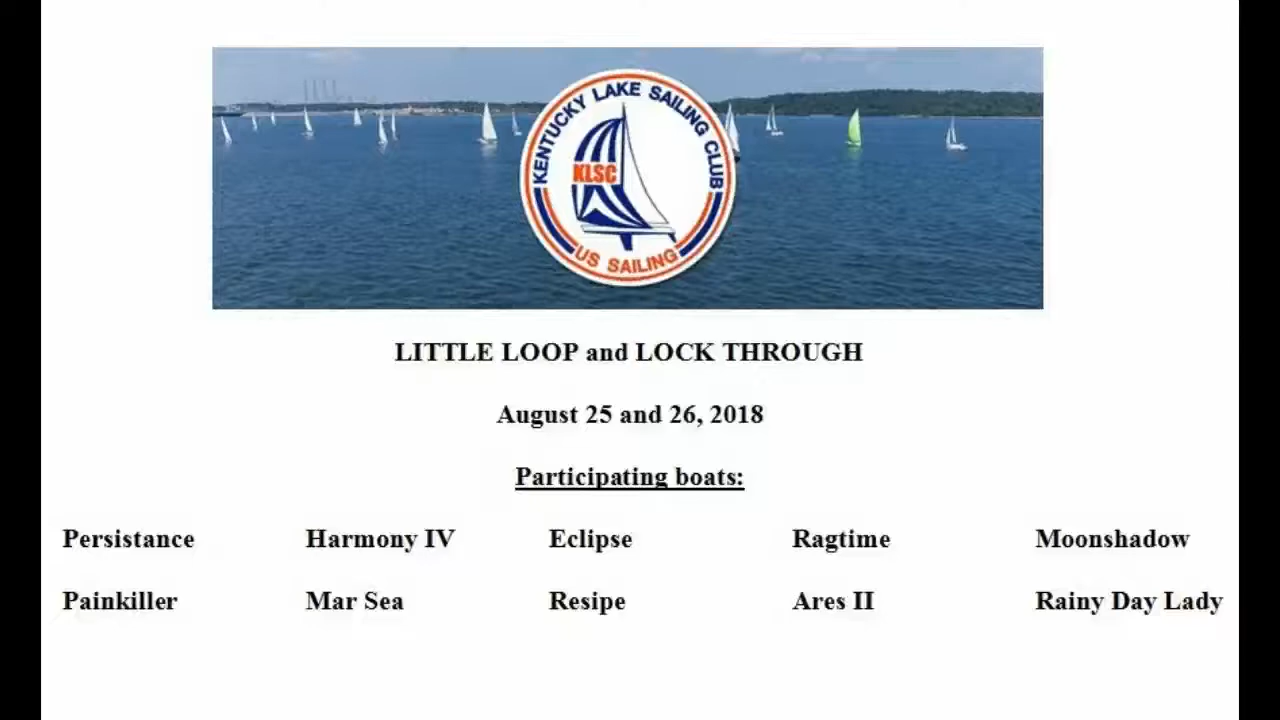 KENTUCKY LAKE SAILING CLUB
KLSC
US SAILING
LITTLE LOOP and LOCK THROUGH
August 25 and 26, 2018
Participating boats:
Persistance Harmony IV Eclipse Ragtime Moonshadow
Painkiller Mar Sea Resipe Ares II Rainy Day Lady